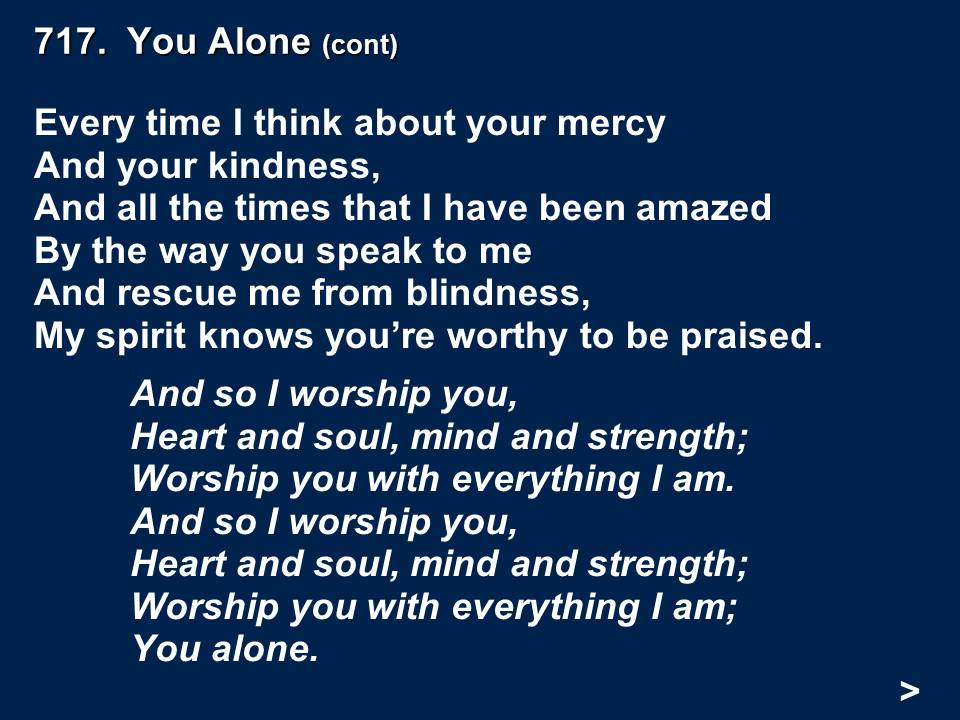 717.  You Alone (cont)
Every time I think about your mercy
And your kindness,
And all the times that I have been amazed
By the way you speak to me
And rescue me from blindness,
My spirit knows you’re worthy to be praised.
And so I worship you,
Heart and soul, mind and strength;
Worship you with everything I am.
And so I worship you,
Heart and soul, mind and strength;
Worship you with everything I am;
You alone.
>